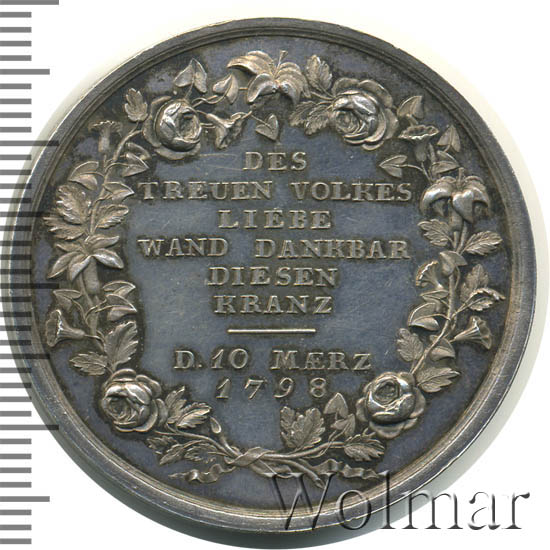 DES
TREUEN VOLKES
LIEBE
WAND DANKBAR
DIESEN
KRANZ
D. 10 MÆRZ
1798
Wolmar